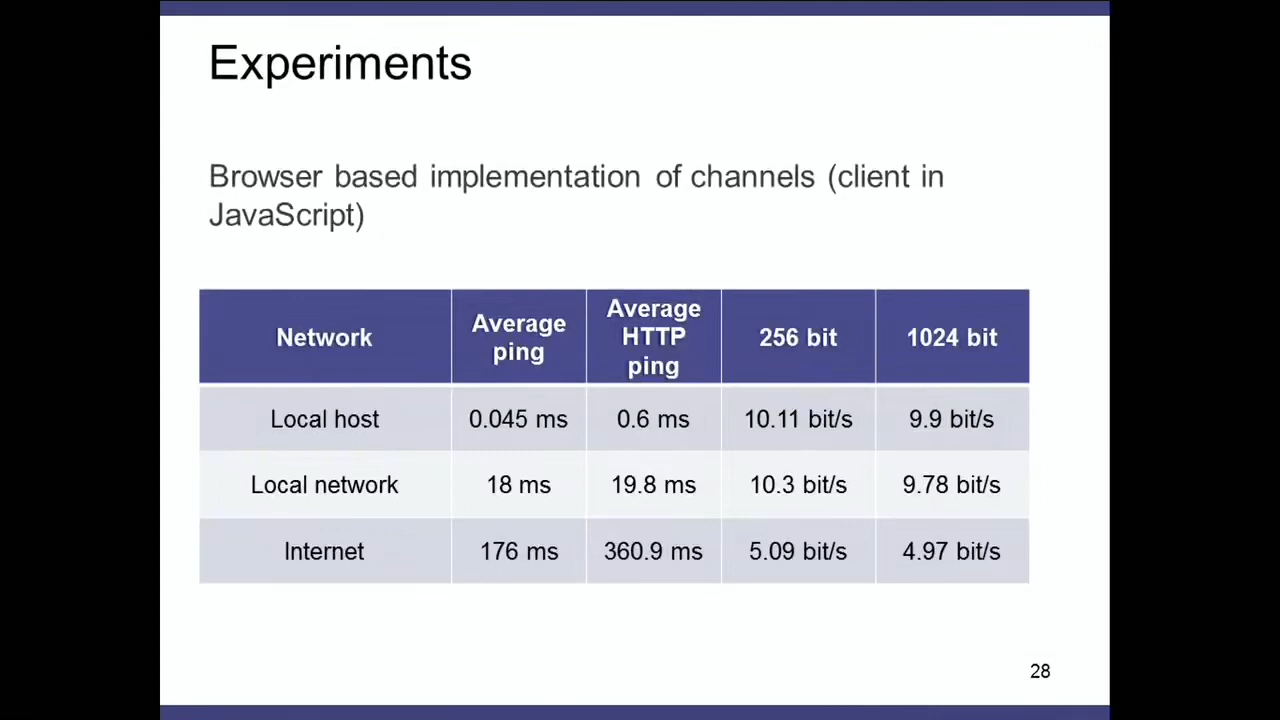 Experiments
Browser based implementation of channels (client in
JavaScript)
Network
Average
ping
Average
HTTP
ping
256 bit
1024 bit
Local host
0.045 ms
0.6 ms
10.11 bit/s
9.9 bit/s
Local network
18 ms
19.8 ms
10.3 bit/s
9.78 bit/s
Internet
176 ms
360.9 ms
5.09 bit/s
4.97 bit/s
28